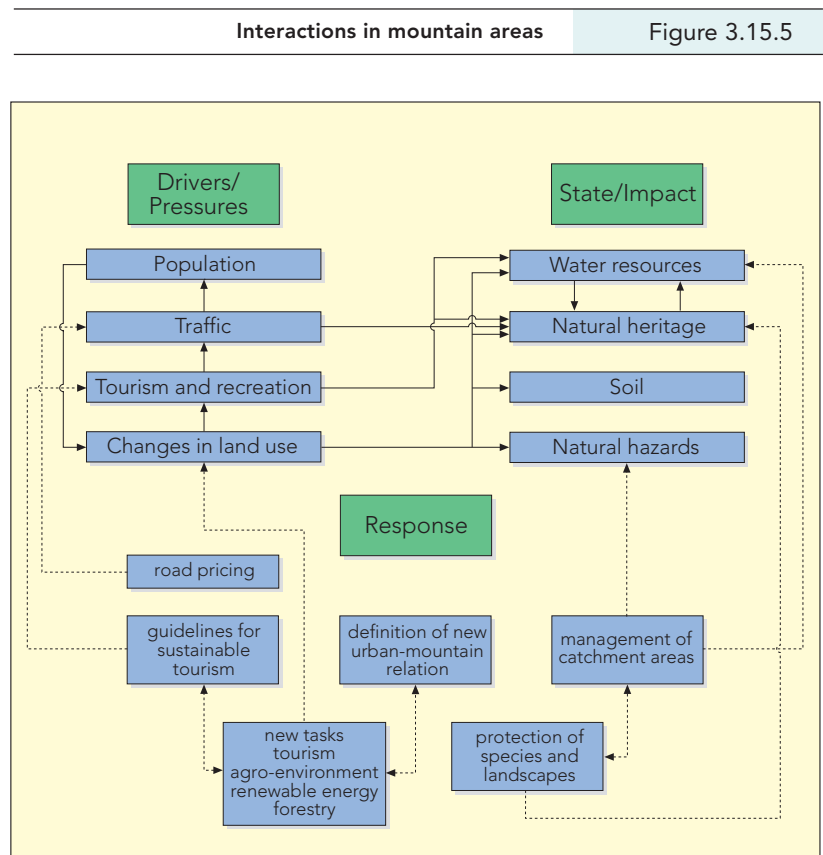 Interactions in mountain areas
Figure 3.15.5
Drivers/
Pressures
State/Impact
Population
Water resources
Traffic
Natural heritage
Tourism and recreation
Soil
Changes in land use
Natural hazards
Response
road pricing
guidelines for
sustainable
tourism
definition of new
urban-mountain
relation
management of
catchment areas
new tasks
tourism
agro-environment
renewable energy
forestry
protection of
species and
landscapes